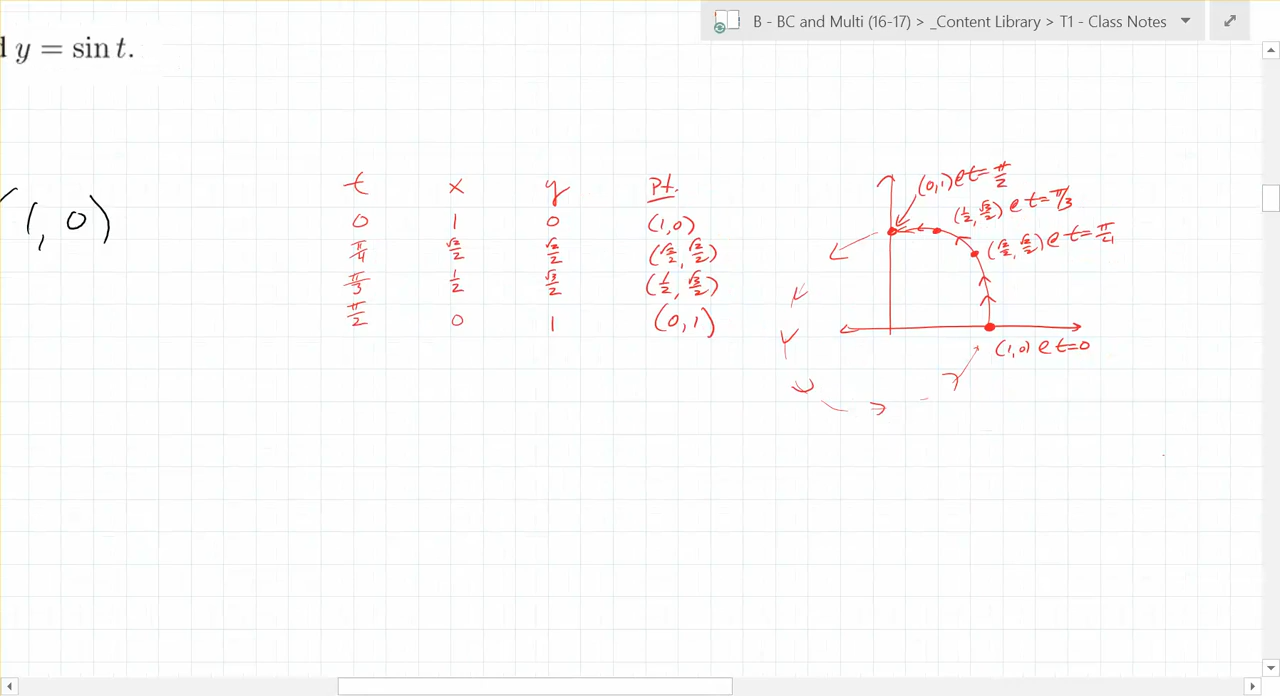 B - BC and Multi (16-17) > _Content Library > T1 - Class Notes
d y = sin t.
(1, 0)
t x y Pt.
0 1 0 (1,0)
π/4 √2/2 √2/2 (√2/2, √2/2)
π/3 1/2 √3/2 (1/2, √3/2)
π/2 0 1 (0,1)
(0,1) @ t=π/2
(1/2, √3/2) @ t=π/3
(√2/2, √2/2) @ t=π/4
(1,0) @ t=0